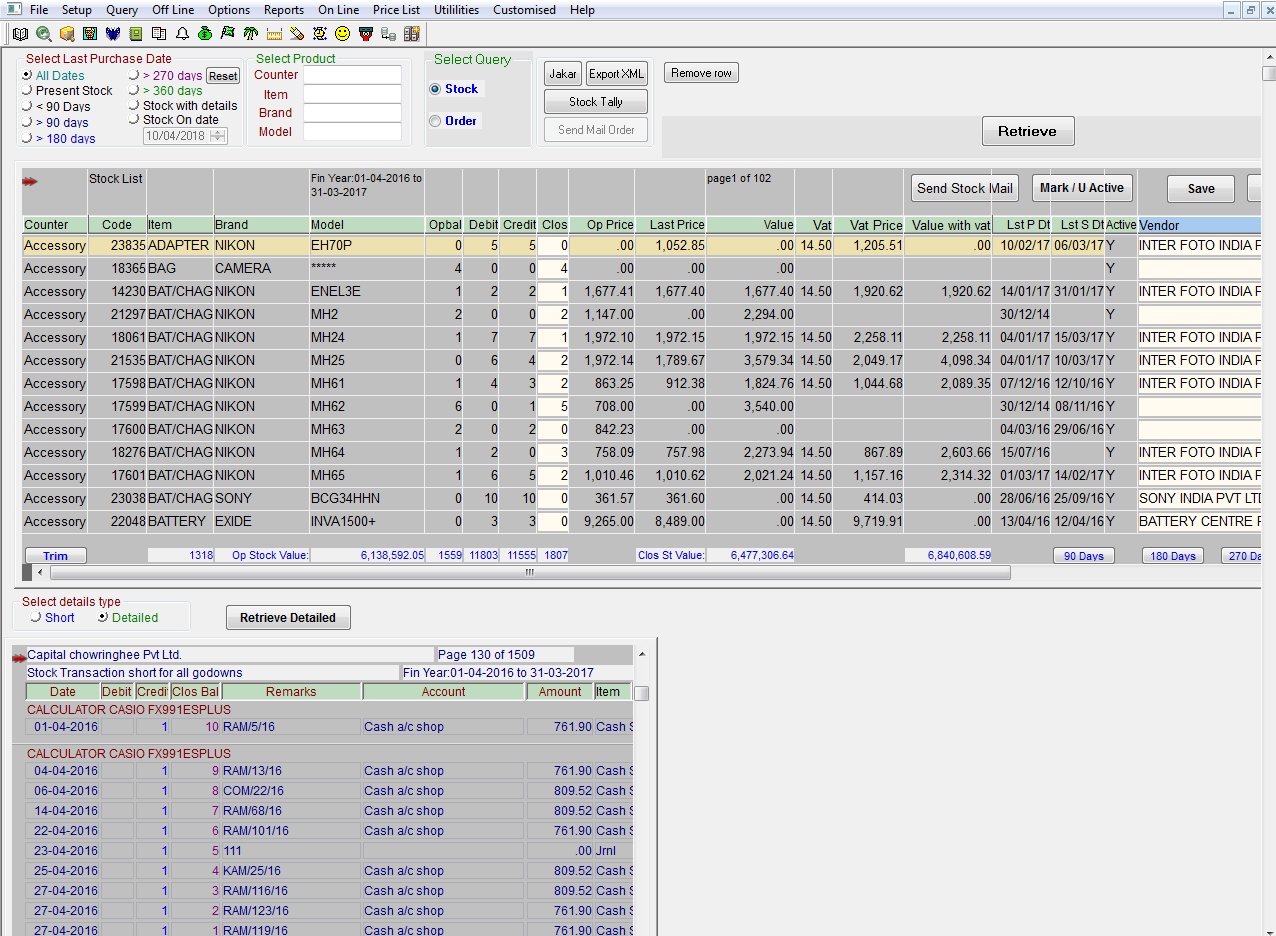 File Setup Query Off Line Options Reports On Line Price List Utililities Customised Help
Select Last Purchase Date
All Dates
Present Stock
< 90 Days
> 90 days
> 180 days
> 270 days Reset
> 360 days
Stock with details
Stock On date
10/04/2018
Select Product
Counter
Item
Brand
Model
Select Query
Stock
Order
Jakar Export XML
Stock Tally
Send Mail Order
Remove row
Retrieve
Stock List Fin Year:01-04-2016 to 31-03-2017 page1 of 102 Send Stock Mail Mark / U Active Save
Counter Code Item Brand Model Opbal Debit Credit Clos Op Price Last Price Value Vat Vat Price Value with vat Lst P Dt Lst S Dt Active Vendor
Accessory 23835 ADAPTER NIKON EH70P 0 5 5 0 .00 1,052.85 .00 14.50 1,205.51 .00 10/02/17 06/03/17 Y INTER FOTO INDIA F
Accessory 18365 BAG CAMERA ***** 4 0 0 4 .00 .00 .00 Y
Accessory 14230 BAT/CHAG NIKON ENEL3E 1 2 2 1 1,677.41 1,677.40 1,677.40 14.50 1,920.62 1,920.62 14/01/17 31/01/17 Y INTER FOTO INDIA F
Accessory 21297 BAT/CHAG NIKON MH2 2 0 0 2 1,147.00 .00 2,294.00 30/12/14 Y
Accessory 18061 BAT/CHAG NIKON MH24 1 7 7 1 1,972.10 1,972.15 1,972.15 14.50 2,258.11 2,258.11 04/01/17 15/03/17 Y INTER FOTO INDIA F
Accessory 21535 BAT/CHAG NIKON MH25 0 6 4 2 1,972.14 1,789.67 3,579.34 14.50 2,049.17 4,098.34 04/01/17 10/03/17 Y INTER FOTO INDIA F
Accessory 17598 BAT/CHAG NIKON MH61 1 4 3 2 863.25 912.38 1,824.76 14.50 1,044.68 2,089.35 07/12/16 12/10/16 Y INTER FOTO INDIA F
Accessory 17599 BAT/CHAG NIKON MH62 6 0 1 5 708.00 .00 3,540.00 30/12/14 08/11/16 Y
Accessory 17600 BAT/CHAG NIKON MH63 2 0 2 0 842.23 .00 .00 04/03/16 29/06/16 Y
Accessory 18276 BAT/CHAG NIKON MH64 1 2 0 3 758.09 757.98 2,273.94 14.50 867.89 2,603.66 15/07/16 Y INTER FOTO INDIA F
Accessory 17601 BAT/CHAG NIKON MH65 1 6 5 2 1,010.46 1,010.62 2,021.24 14.50 1,157.16 2,314.32 01/03/17 14/02/17 Y INTER FOTO INDIA F
Accessory 23038 BAT/CHAG SONY BCG34HHN 0 10 10 0 361.57 361.60 .00 14.50 414.03 .00 28/06/16 25/09/16 Y SONY INDIA PVT LTD
Accessory 22048 BATTERY EXIDE INVA1500+ 0 3 3 0 9,265.00 8,489.00 .00 14.50 9,719.91 .00 13/04/16 12/04/16 Y BATTERY CENTRE F
Trim 1318 Op Stock Value: 6,138,592.05 1559 11803 11555 1807 Clos St Value: 6,477,306.64 6,840,608.59 90 Days 180 Days 270 Da
Select details type
Short Detailed Retrieve Detailed
Capital chowringhee Pvt Ltd. Page 130 of 1509
Stock Transaction short for all godowns Fin Year:01-04-2016 to 31-03-2017
Date Debit Credi Clos Bal Remarks Account Amount Item
CALCULATOR CASIO FX991ESPLUS
01-04-2016 1 10 RAM/5/16 Cash a/c shop 761.90 Cash S
CALCULATOR CASIO FX991ESPLUS
04-04-2016 1 9 RAM/13/16 Cash a/c shop 761.90 Cash S
06-04-2016 1 8 COM/22/16 Cash a/c shop 809.52 Cash S
14-04-2016 1 7 RAM/68/16 Cash a/c shop 809.52 Cash S
22-04-2016 1 6 RAM/101/16 Cash a/c shop 761.90 Cash S
23-04-2016 1 5 111 .00 Jrnl
25-04-2016 1 4 KAM/25/16 Cash a/c shop 809.52 Cash S
27-04-2016 1 3 RAM/116/16 Cash a/c shop 809.52 Cash S
27-04-2016 1 2 RAM/123/16 Cash a/c shop 761.90 Cash S
27-04-2016 1 1 RAM/119/16 Cash a/c shop 761.90 Cash S